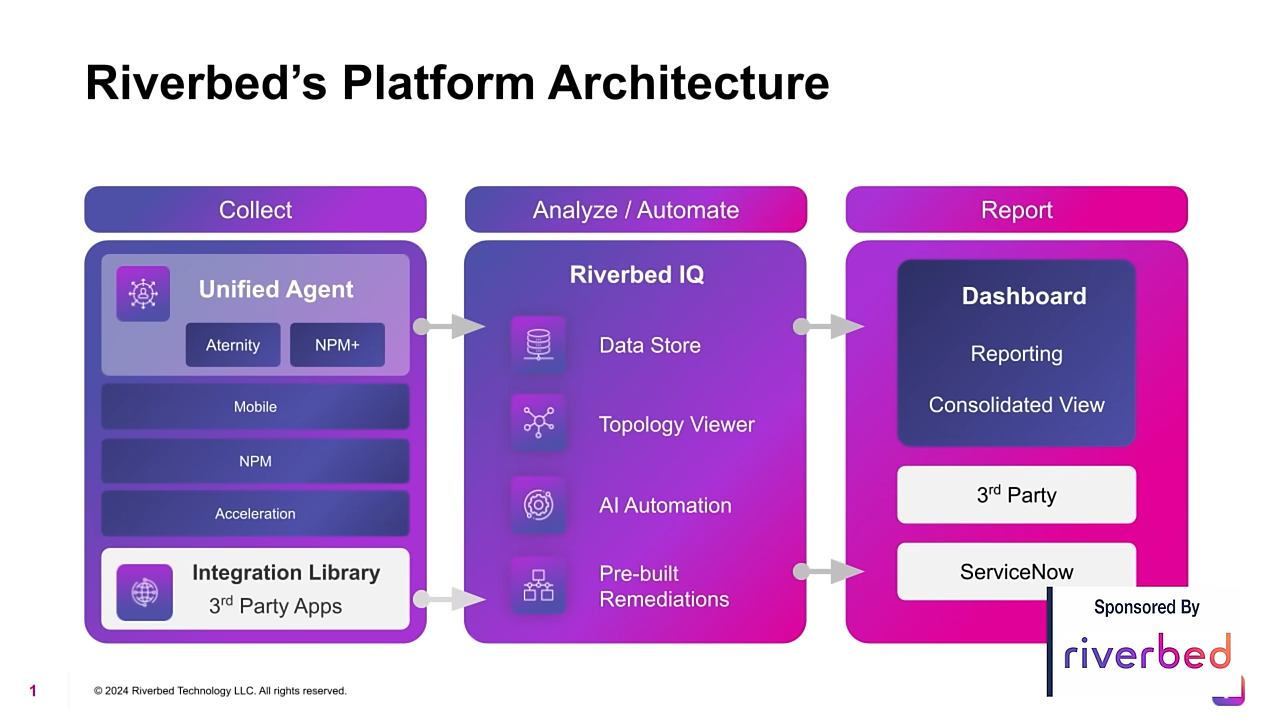 Riverbed’s Platform Architecture
Collect
Unified Agent
Aternity
NPM+
Mobile
NPM
Acceleration
Integration Library
3rd Party Apps
Analyze / Automate
Riverbed IQ
Data Store
Topology Viewer
AI Automation
Pre-built
Remediations
Report
Dashboard
Reporting
Consolidated View
3rd Party
ServiceNow
Sponsored By
riverbed
1
© 2024 Riverbed Technology LLC. All rights reserved.